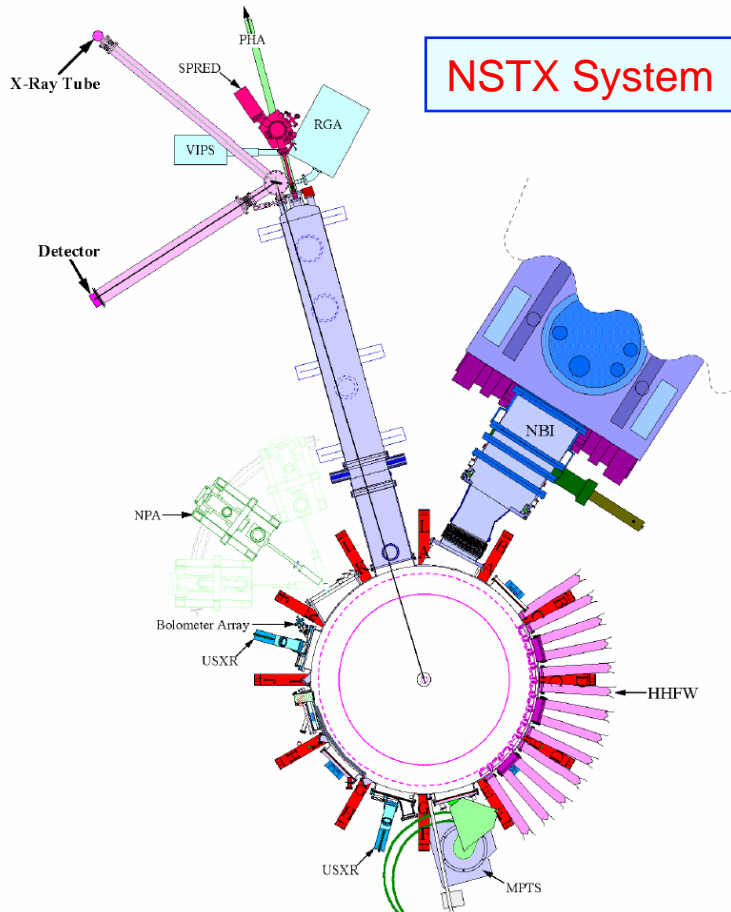 PHA
NSTX System
SPRED
X-Ray Tube
RGA
VIPS
Detector
NBI
NPA
Bolometer Array
USXR
HHFW
USXR
MPTS